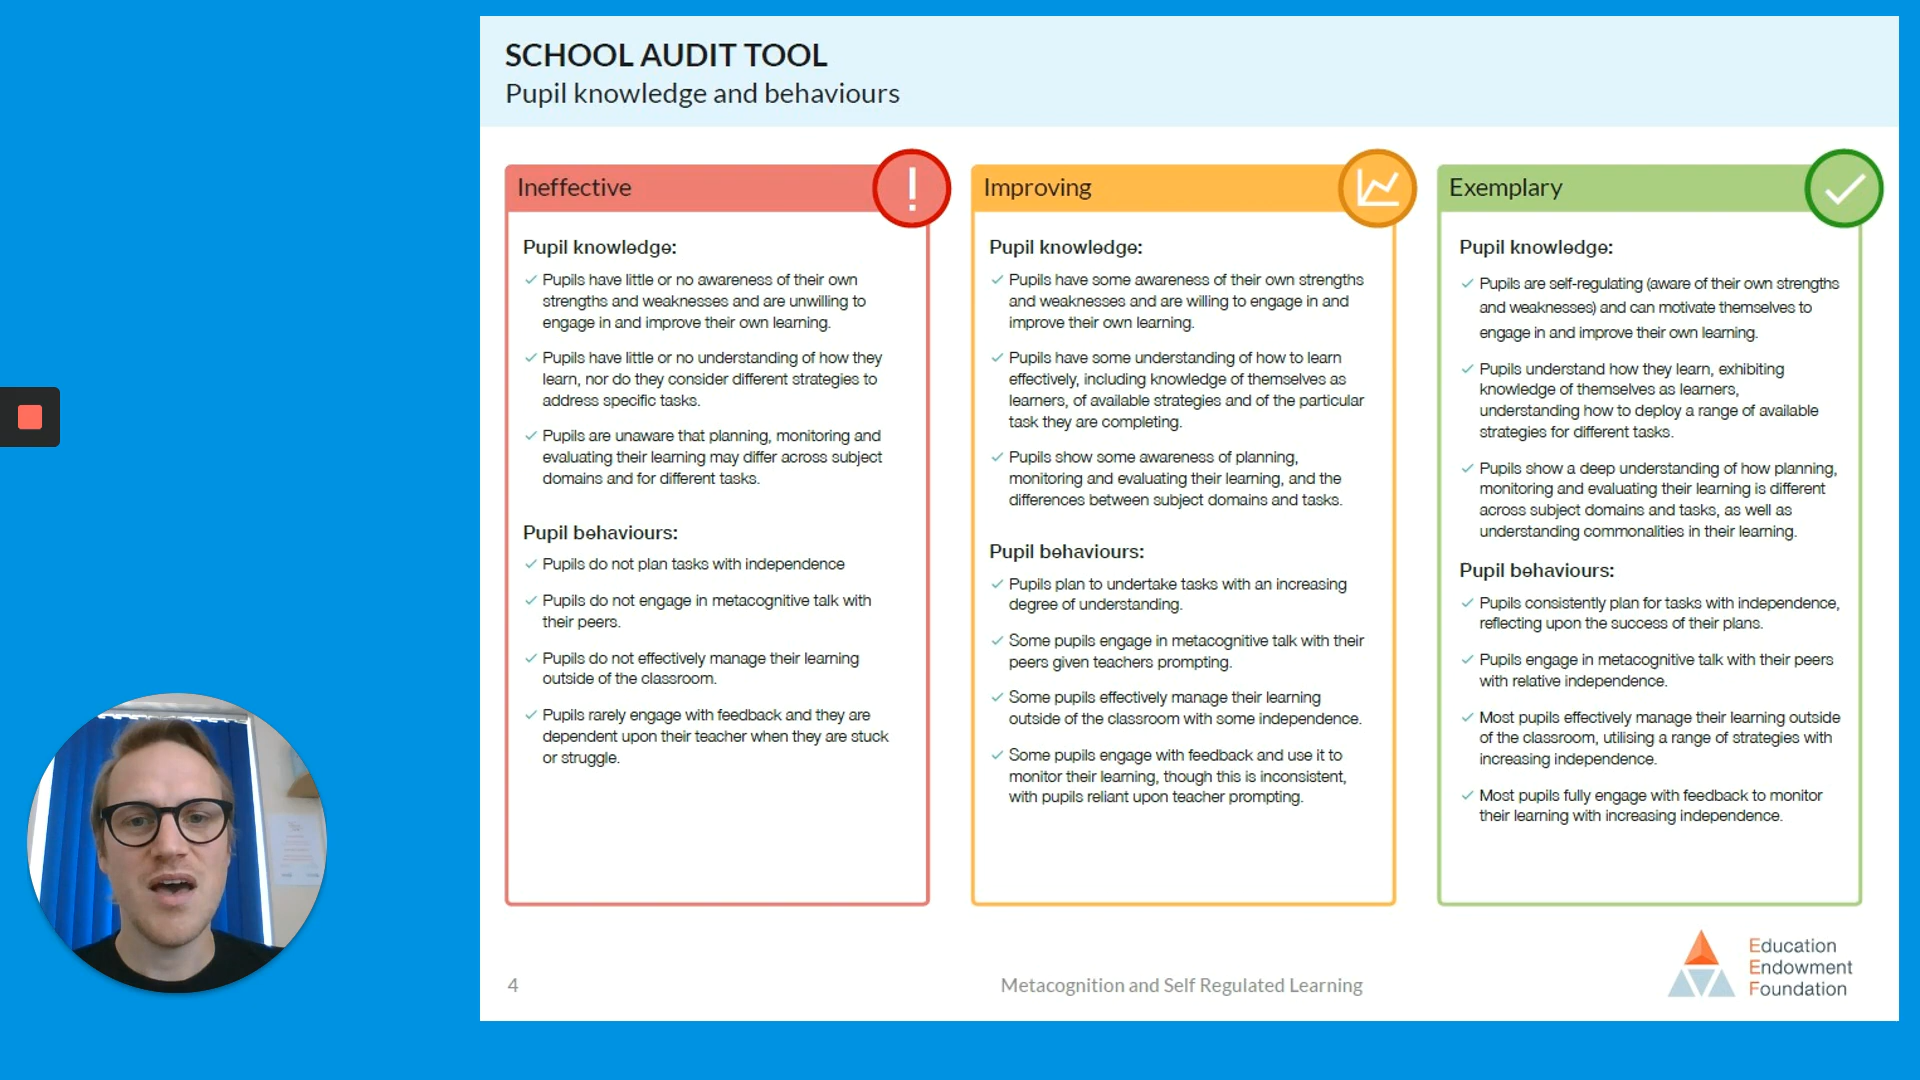 SCHOOL AUDIT TOOL
Pupil knowledge and behaviours
Ineffective
Pupil knowledge:
Pupils have little or no awareness of their own
strengths and weaknesses and are unwilling to
engage in and improve their own learning.
Pupils have little or no understanding of how they
learn, nor do they consider different strategies to
address specific tasks.
Pupils are unaware that planning, monitoring and
evaluating their learning may differ across subject
domains and for different tasks.
Pupil behaviours:
Pupils do not plan tasks with independence
Pupils do not engage in metacognitive talk with
their peers.
Pupils do not effectively manage their learning
outside of the classroom.
Pupils rarely engage with feedback and they are
dependent upon their teacher when they are stuck
or struggle.
Improving
Pupil knowledge:
Pupils have some awareness of their own strengths
and weaknesses and are willing to engage in and
improve their own learning.
Pupils have some understanding of how to learn
effectively, including knowledge of themselves as
learners, of available strategies and of the particular
task they are completing.
Pupils show some awareness of planning,
monitoring and evaluating their learning, and the
differences between subject domains and tasks.
Pupil behaviours:
Pupils plan to undertake tasks with an increasing
degree of understanding.
Some pupils engage in metacognitive talk with their
peers given teachers prompting.
Some pupils effectively manage their learning
outside of the classroom with some independence.
Some pupils engage with feedback and use it to
monitor their learning, though this is inconsistent,
with pupils reliant upon teacher prompting.
Exemplary
Pupil knowledge:
Pupils are self-regulating (aware of their own strengths
and weaknesses) and can motivate themselves to
engage in and improve their own learning.
Pupils understand how they learn, exhibiting
knowledge of themselves as learners,
understanding how to deploy a range of available
strategies for different tasks.
Pupils show a deep understanding of how planning,
monitoring and evaluating their learning is different
across subject domains and tasks, as well as
understanding commonalities in their learning.
Pupil behaviours:
Pupils consistently plan for tasks with independence,
reflecting upon the success of their plans.
Pupils engage in metacognitive talk with their peers
with relative independence.
Most pupils effectively manage their learning outside
of the classroom, utilising a range of strategies with
increasing independence.
Most pupils fully engage with feedback to monitor
their learning with increasing independence.
4
Metacognition and Self Regulated Learning
Education
Endowment
Foundation